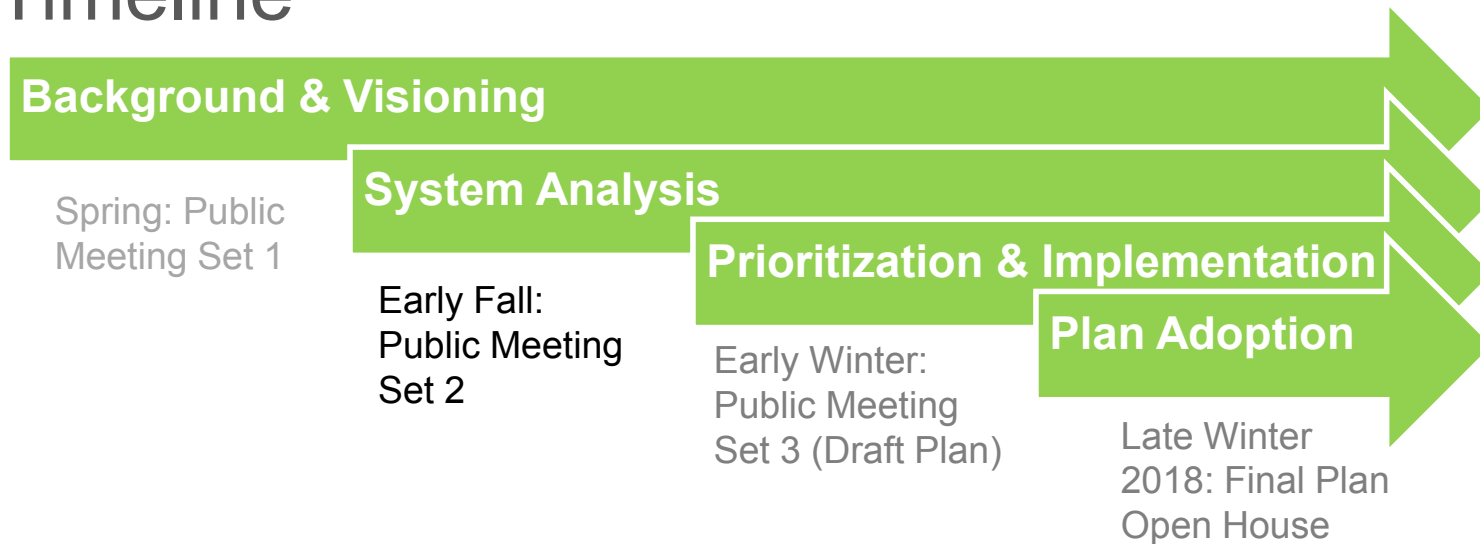 Timeline
Background & Visioning
Spring: Public
Meeting Set 1
System Analysis
Early Fall:
Public Meeting
Set 2
Prioritization & Implementation
Early Winter:
Public Meeting
Set 3 (Draft Plan)
Plan Adoption
Late Winter
2018: Final Plan
Open House